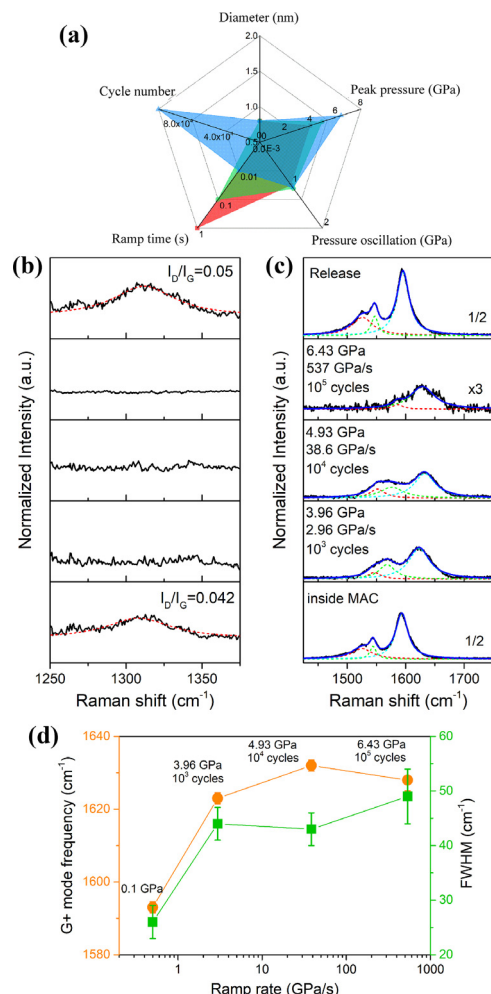 (a)
Diameter (nm)
2.0
1.5
1.0
Cycle number
Peak pressure (GPa)
8
6
4
2
8.0x10⁴
4.0x10⁴
0.01
0.1
1
1
2
Ramp time (s)
Pressure oscillation (GPa)
(b)
(c)
Normalized Intensity (a.u.)
I_D/I_G=0.05
I_D/I_G=0.042
1250 1300 1350
Raman shift (cm⁻¹)
Normalized Intensity (a.u.)
Release
1/2
6.43 GPa
537 GPa/s
10⁵ cycles
x3
4.93 GPa
38.6 GPa/s
10⁴ cycles
3.96 GPa
2.96 GPa/s
10³ cycles
inside MAC
1/2
1500 1600 1700
Raman shift (cm⁻¹)
(d)
G+ mode frequency (cm⁻¹)
1640
1620
1600
1580
0.1 GPa
3.96 GPa
10³ cycles
4.93 GPa
10⁴ cycles
6.43 GPa
10⁵ cycles
60
50
40
30
20
FWHM (cm⁻¹)
1 10 100 1000
Ramp rate (GPa/s)